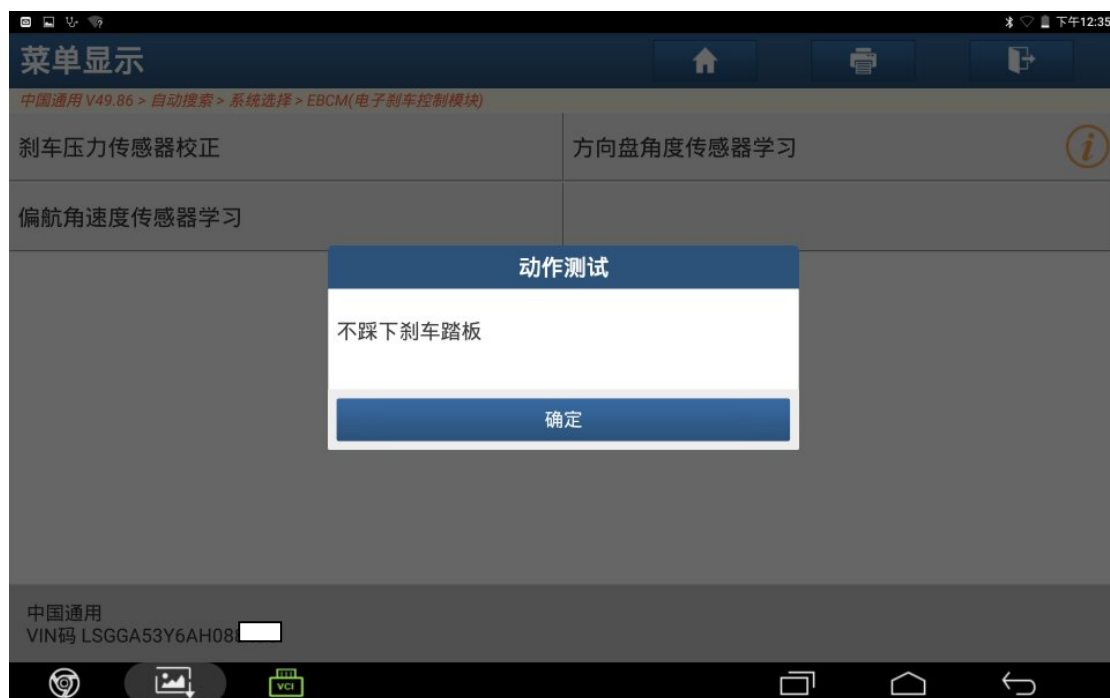 下午12:35
菜单显示
中国通用 V49.86 > 自动搜索 > 系统选择 > EBCM(电子刹车控制模块)
刹车压力传感器校正
方向盘角度传感器学习
i
偏航角速度传感器学习
动作测试
不踩下刹车踏板
确定
中国通用
VIN码 LSGGA53Y6AH08
VCI